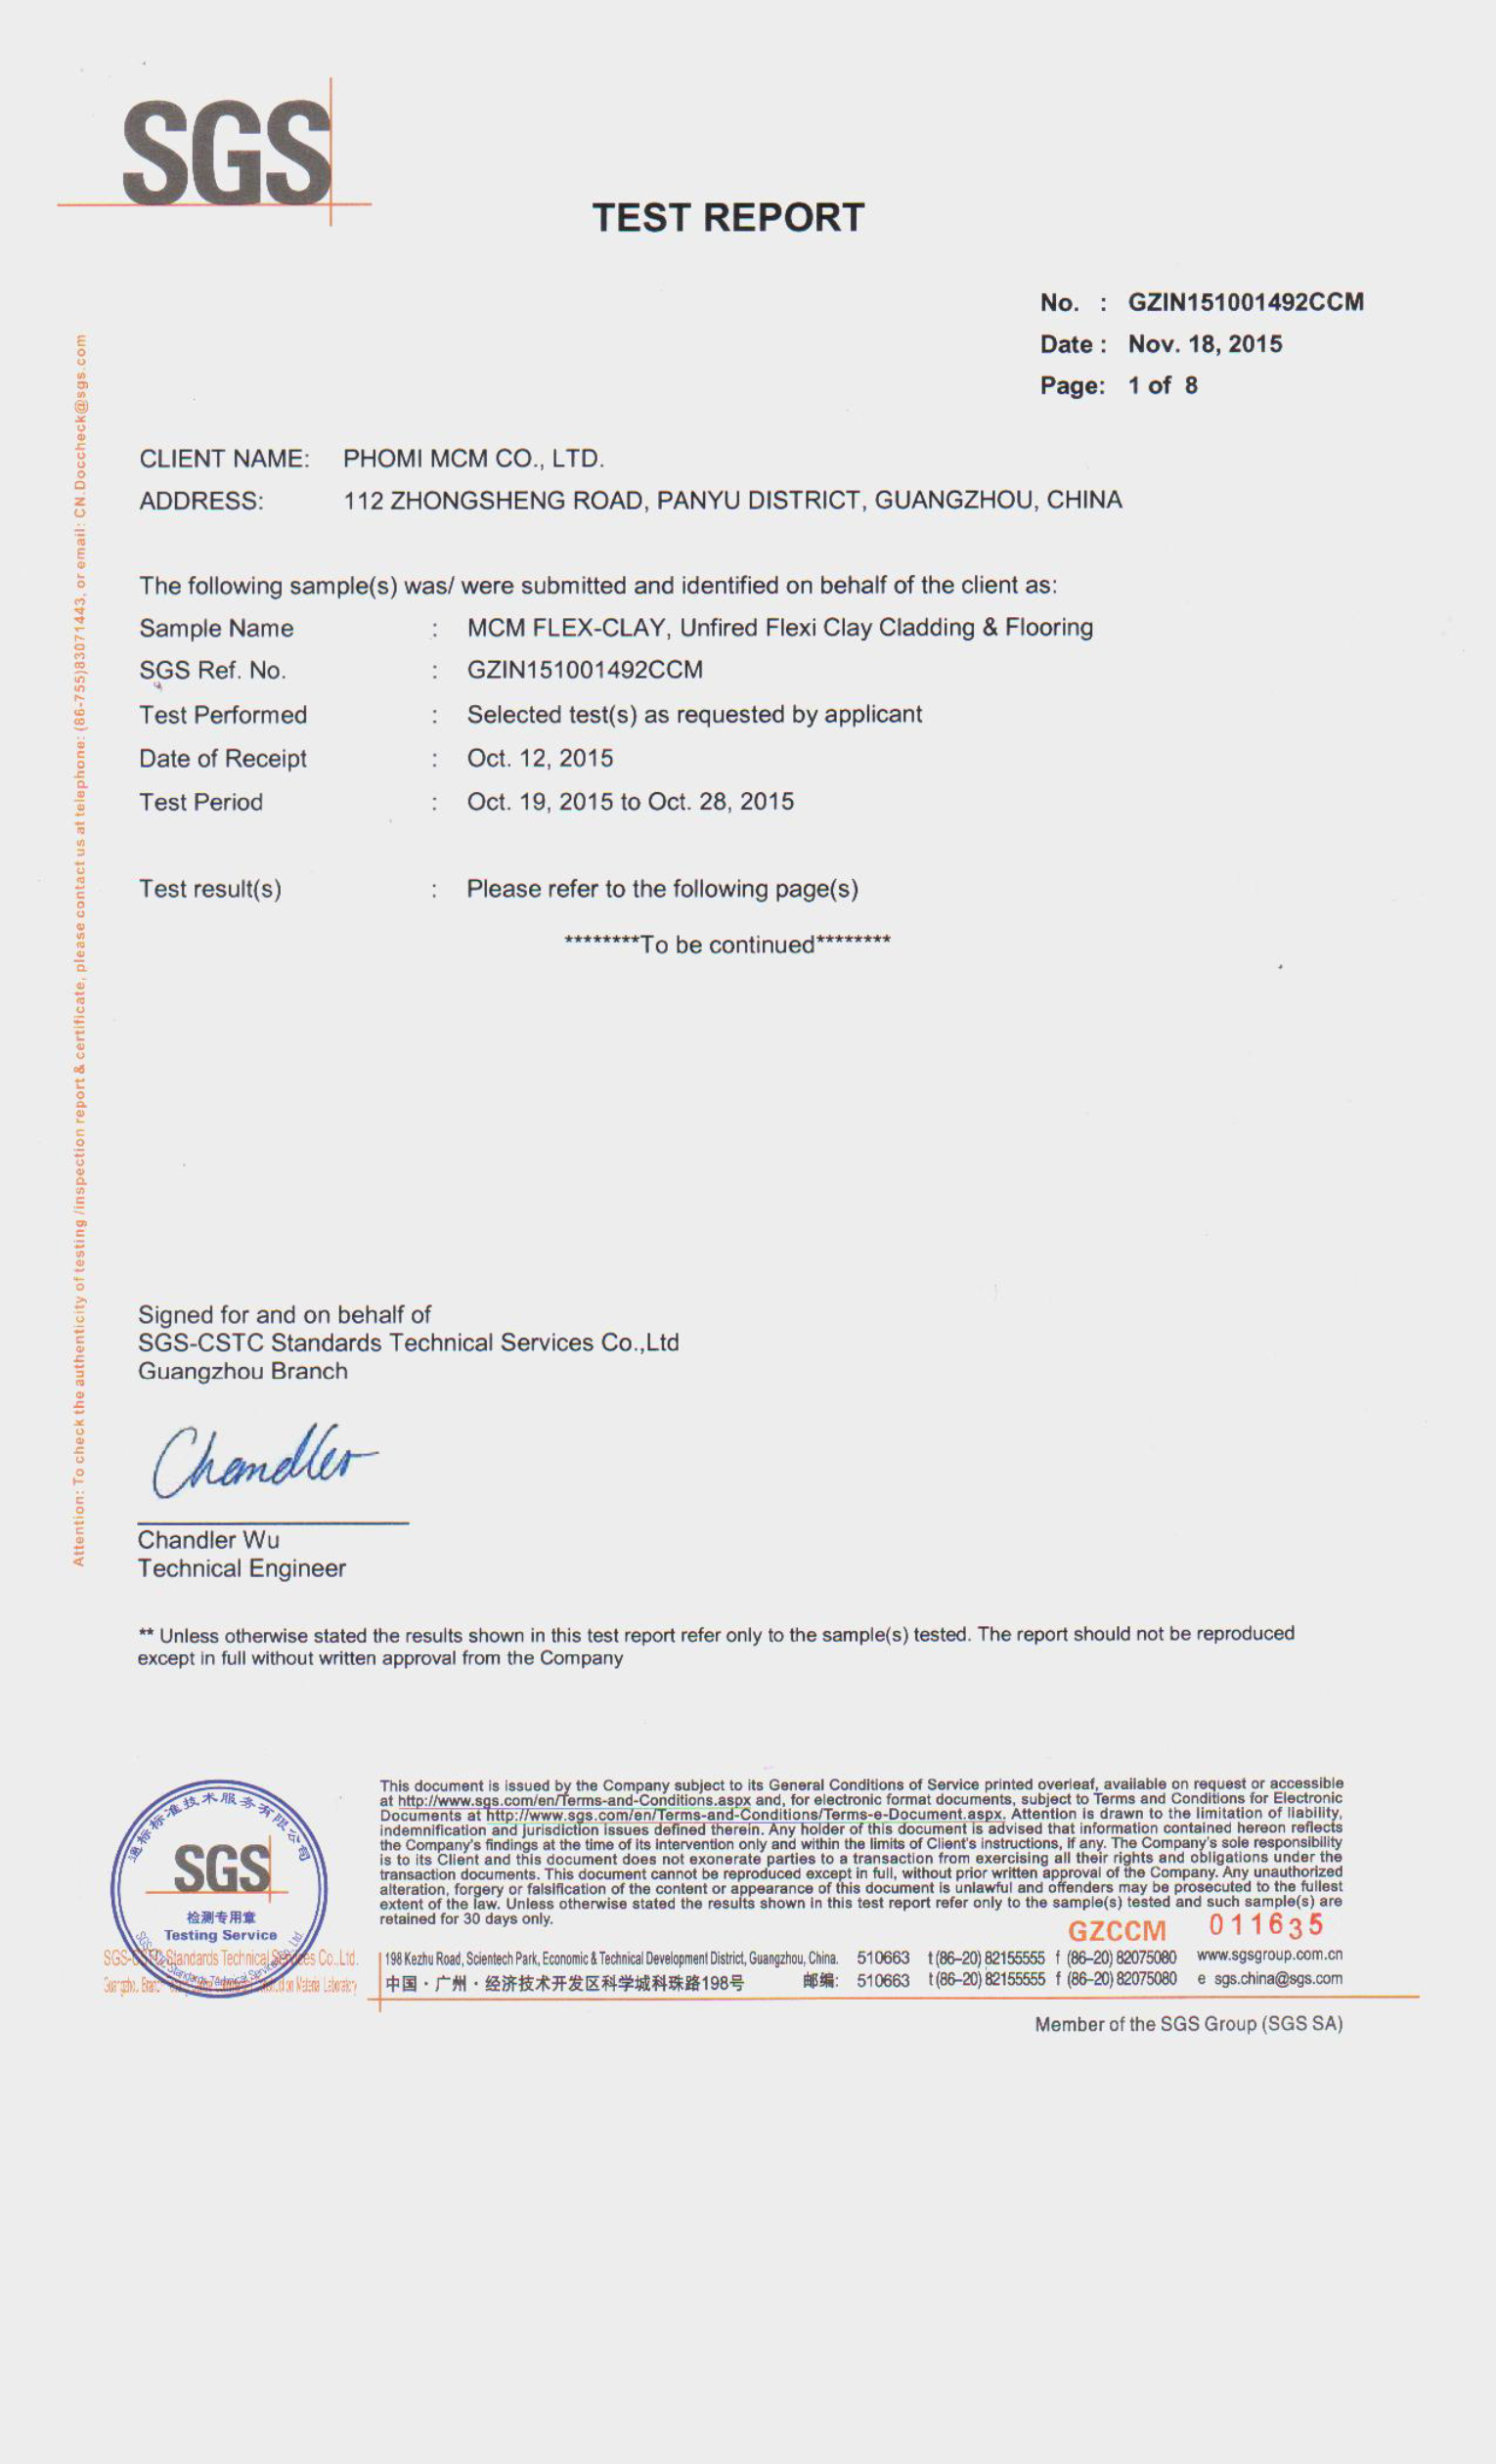 SGS
TEST REPORT
No. : GZIN151001492CCM
Date : Nov. 18, 2015
Page: 1 of 8
Attention: To check the authenticity of testing /inspection report & certificate, please contact us at telephone: (86-755)83071443, or email: CN.Doccheck@sgs.com
CLIENT NAME: PHOMI MCM CO., LTD.
ADDRESS: 112 ZHONGSHENG ROAD, PANYU DISTRICT, GUANGZHOU, CHINA
The following sample(s) was/ were submitted and identified on behalf of the client as:
Sample Name : MCM FLEX-CLAY, Unfired Flexi Clay Cladding & Flooring
SGS Ref. No. : GZIN151001492CCM
Test Performed : Selected test(s) as requested by applicant
Date of Receipt : Oct. 12, 2015
Test Period : Oct. 19, 2015 to Oct. 28, 2015
Test result(s) : Please refer to the following page(s)
********To be continued********
Signed for and on behalf of
SGS-CSTC Standards Technical Services Co.,Ltd
Guangzhou Branch
Chandler
Chandler Wu
Technical Engineer
** Unless otherwise stated the results shown in this test report refer only to the sample(s) tested. The report should not be reproduced
except in full without written approval from the Company
This document is issued by the Company subject to its General Conditions of Service printed overleaf, available on request or accessible
at http://www.sgs.com/en/Terms-and-Conditions.aspx and, for electronic format documents, subject to Terms and Conditions for Electronic
Documents at http://www.sgs.com/en/Terms-and-Conditions/Terms-e-Document.aspx. Attention is drawn to the limitation of liability,
indemnification and jurisdiction issues defined therein. Any holder of this document is advised that information contained hereon reflects
the Company's findings at the time of its intervention only and within the limits of Client's instructions, if any. The Company's sole responsibility
is to its Client and this document does not exonerate parties to a transaction from exercising all their rights and obligations under the
transaction documents. This document cannot be reproduced except in full, without prior written approval of the Company. Any unauthorized
alteration, forgery or falsification of the content or appearance of this document is unlawful and offenders may be prosecuted to the fullest
extent of the law. Unless otherwise stated the results shown in this test report refer only to the sample(s) tested and such sample(s) are
retained for 30 days only.
GZCCM 011635
通标标准技术服务有限公司
SGS
检测专用章
Testing Service
SGS-CSTC Standards Technical Services Co., Ltd.
SGS-CSTC Standards Technical Services Co., Ltd.
198 Kezhu Road, Scientech Park, Economic & Technical Development District, Guangzhou, China. 510663 t (86–20) 82155555 f (86–20) 82075080 www.sgsgroup.com.cn
中国·广州·经济技术开发区科学城科珠路198号 邮编: 510663 t (86–20) 82155555 f (86–20) 82075080 e sgs.china@sgs.com
Member of the SGS Group (SGS SA)